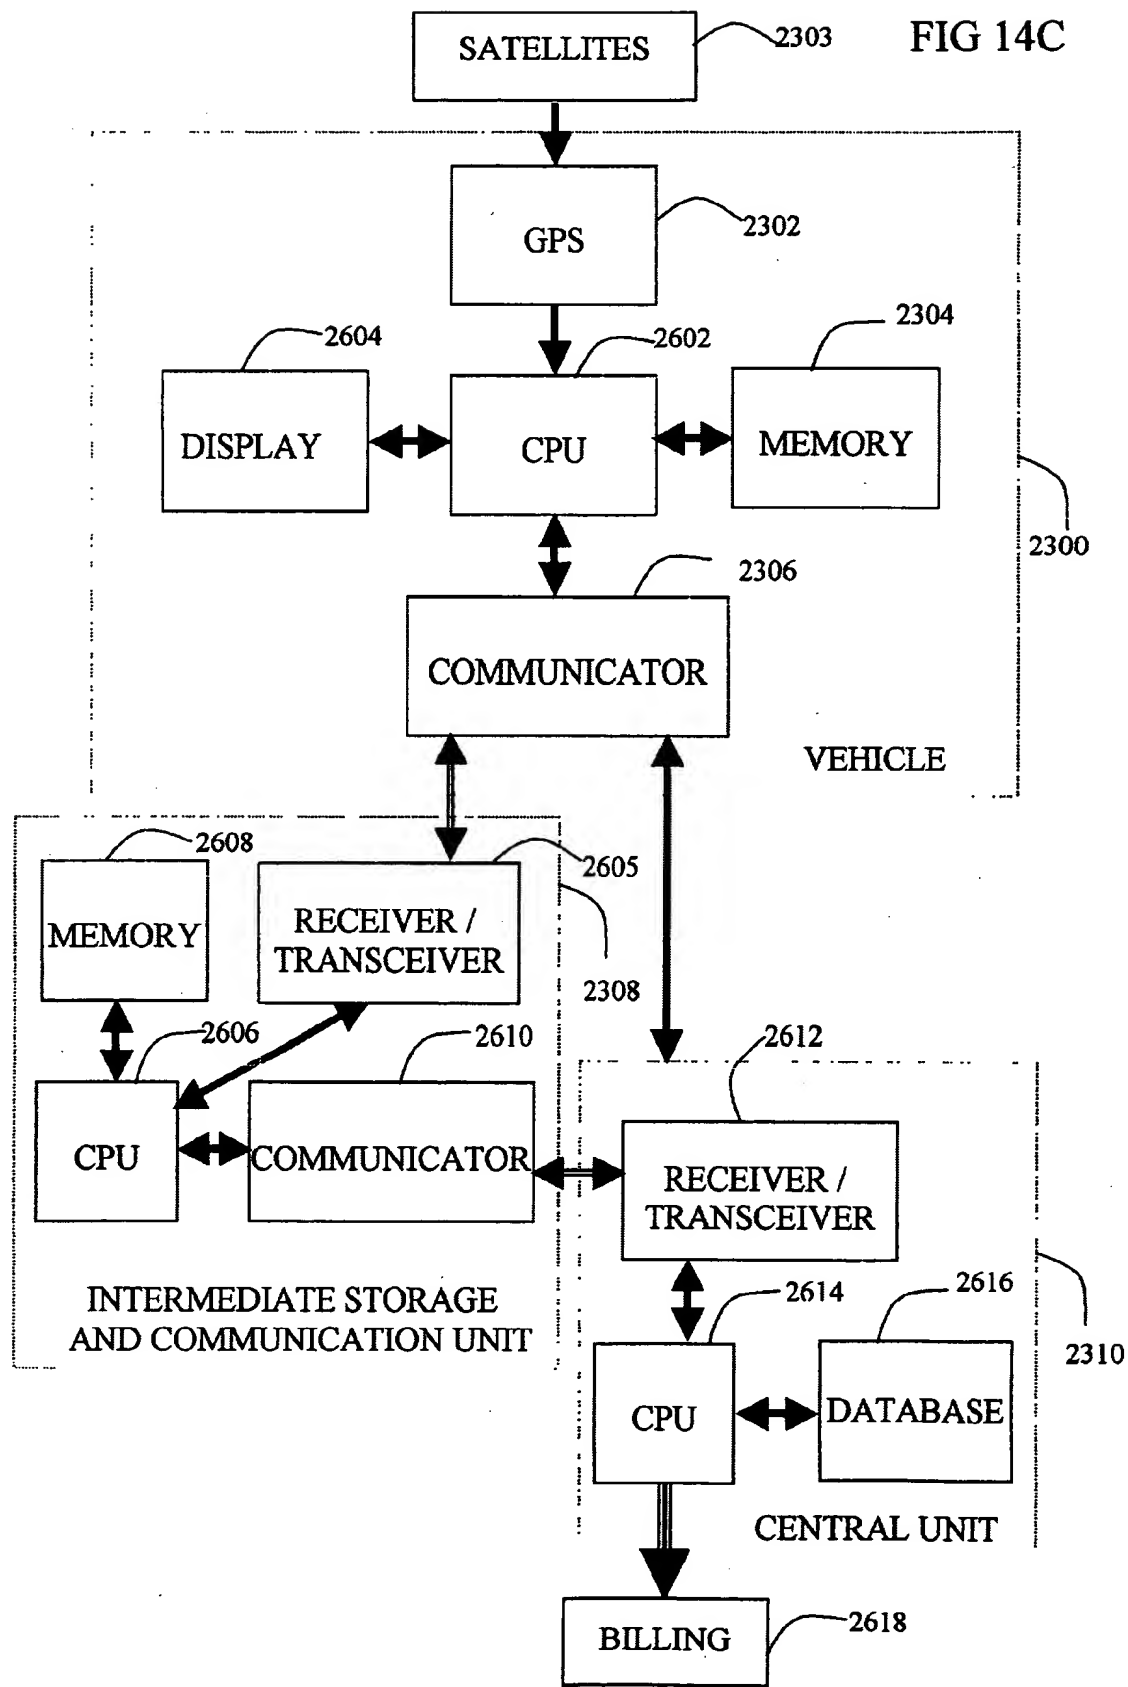 FIG 14C
SATELLITES
2303
GPS
2302
2604
2602
2304
DISPLAY
CPU
MEMORY
2300
2306
COMMUNICATOR
VEHICLE
2608
2605
MEMORY
RECEIVER /
TRANSCEIVER
2308
2606
2610
2612
CPU
COMMUNICATOR
RECEIVER /
TRANSCEIVER
INTERMEDIATE STORAGE
AND COMMUNICATION UNIT
2614
2616
2310
CPU
DATABASE
CENTRAL UNIT
BILLING
2618